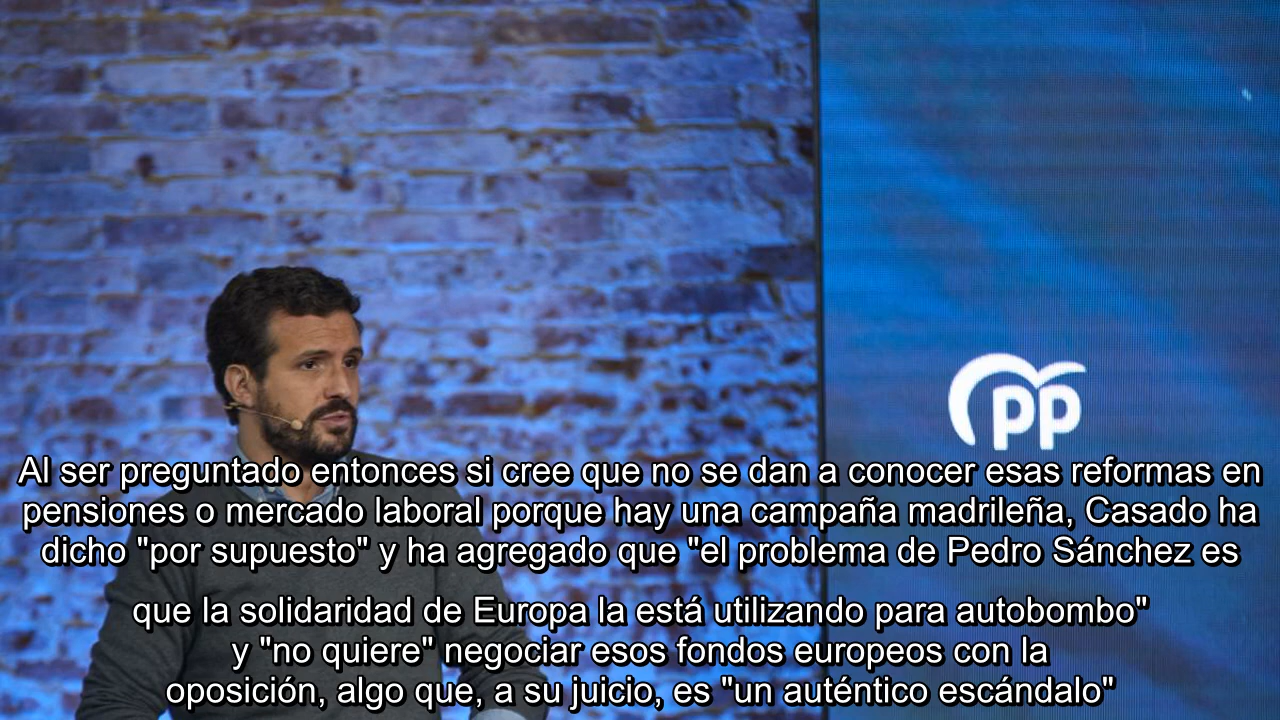 pp
Al ser preguntado entonces si cree que no se dan a conocer esas reformas en
pensiones o mercado laboral porque hay una campaña madrileña, Casado ha
dicho "por supuesto" y ha agregado que "el problema de Pedro Sánchez es
que la solidaridad de Europa la está utilizando para autobombo"
y "no quiere" negociar esos fondos europeos con la
oposición, algo que, a su juicio, es "un auténtico escándalo"